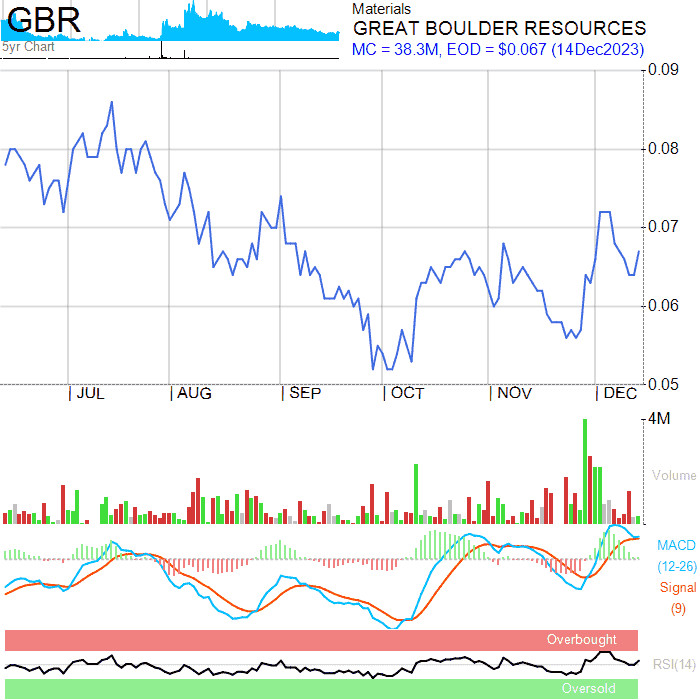 GBR
5yr Chart
Materials
GREAT BOULDER RESOURCES
MC = 38.3M, EOD = $0.067 (14Dec2023)
0.09
0.08
0.07
0.06
0.05
JUL
AUG
SEP
OCT
NOV
DEC
4M
Volume
MACD
(12-26)
Signal
(9)
Overbought
RSI(14)
Oversold